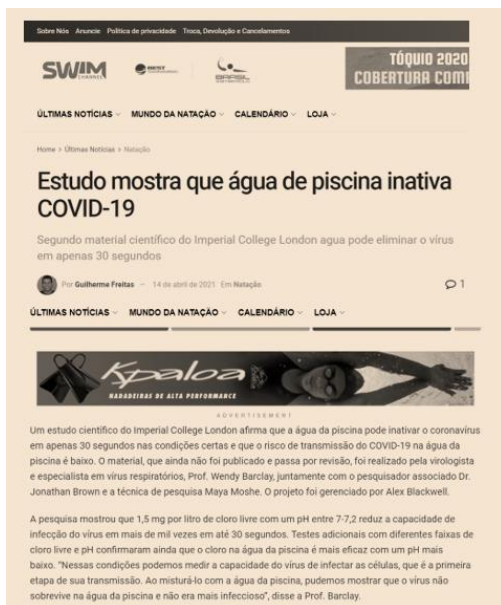 Sobre Nós Anuncie Política de privacidade Troca, Devolução e Cancelamentos
SWIM
CHANNEL
BEST
BRASIL
TÓQUIO 2020
COBERTURA COM
ÚLTIMAS NOTÍCIAS MUNDO DA NATAÇÃO CALENDÁRIO LOJA
Home > Últimas Notícias > Natação
Estudo mostra que água de piscina inativa
COVID-19
Segundo material científico do Imperial College London agua pode eliminar o vírus
em apenas 30 segundos
Por Guilherme Freitas — 14 de abril de 2021 Em Natação
1
ÚLTIMAS NOTÍCIAS MUNDO DA NATAÇÃO CALENDÁRIO LOJA
Kpaloa
NADADEIRAS DE ALTA PERFORMANCE
ADVERTISEMENT
Um estudo científico do Imperial College London afirma que a água da piscina pode inativar o coronavírus
em apenas 30 segundos nas condições certas e que o risco de transmissão do COVID-19 na água da
piscina é baixo. O material, que ainda não foi publicado e passa por revisão, foi realizado pela virologista
e especialista em vírus respiratórios, Prof. Wendy Barclay, juntamente com o pesquisador associado Dr.
Jonathan Brown e a técnica de pesquisa Maya Moshe. O projeto foi gerenciado por Alex Blackwell.
A pesquisa mostrou que 1,5 mg por litro de cloro livre com um pH entre 7-7,2 reduz a capacidade de
infecção do vírus em mais de mil vezes em até 30 segundos. Testes adicionais com diferentes faixas de
cloro livre e pH confirmaram ainda que o cloro na água da piscina é mais eficaz com um pH mais
baixo. "Nessas condições pudemos medir a capacidade do vírus de infectar as células, que é a primeira
etapa de sua transmissão. Ao misturá-lo com a água da piscina, pudemos mostrar que o vírus não
sobrevive na água da piscina e não era mais infeccioso", disse a Prof. Barclay.